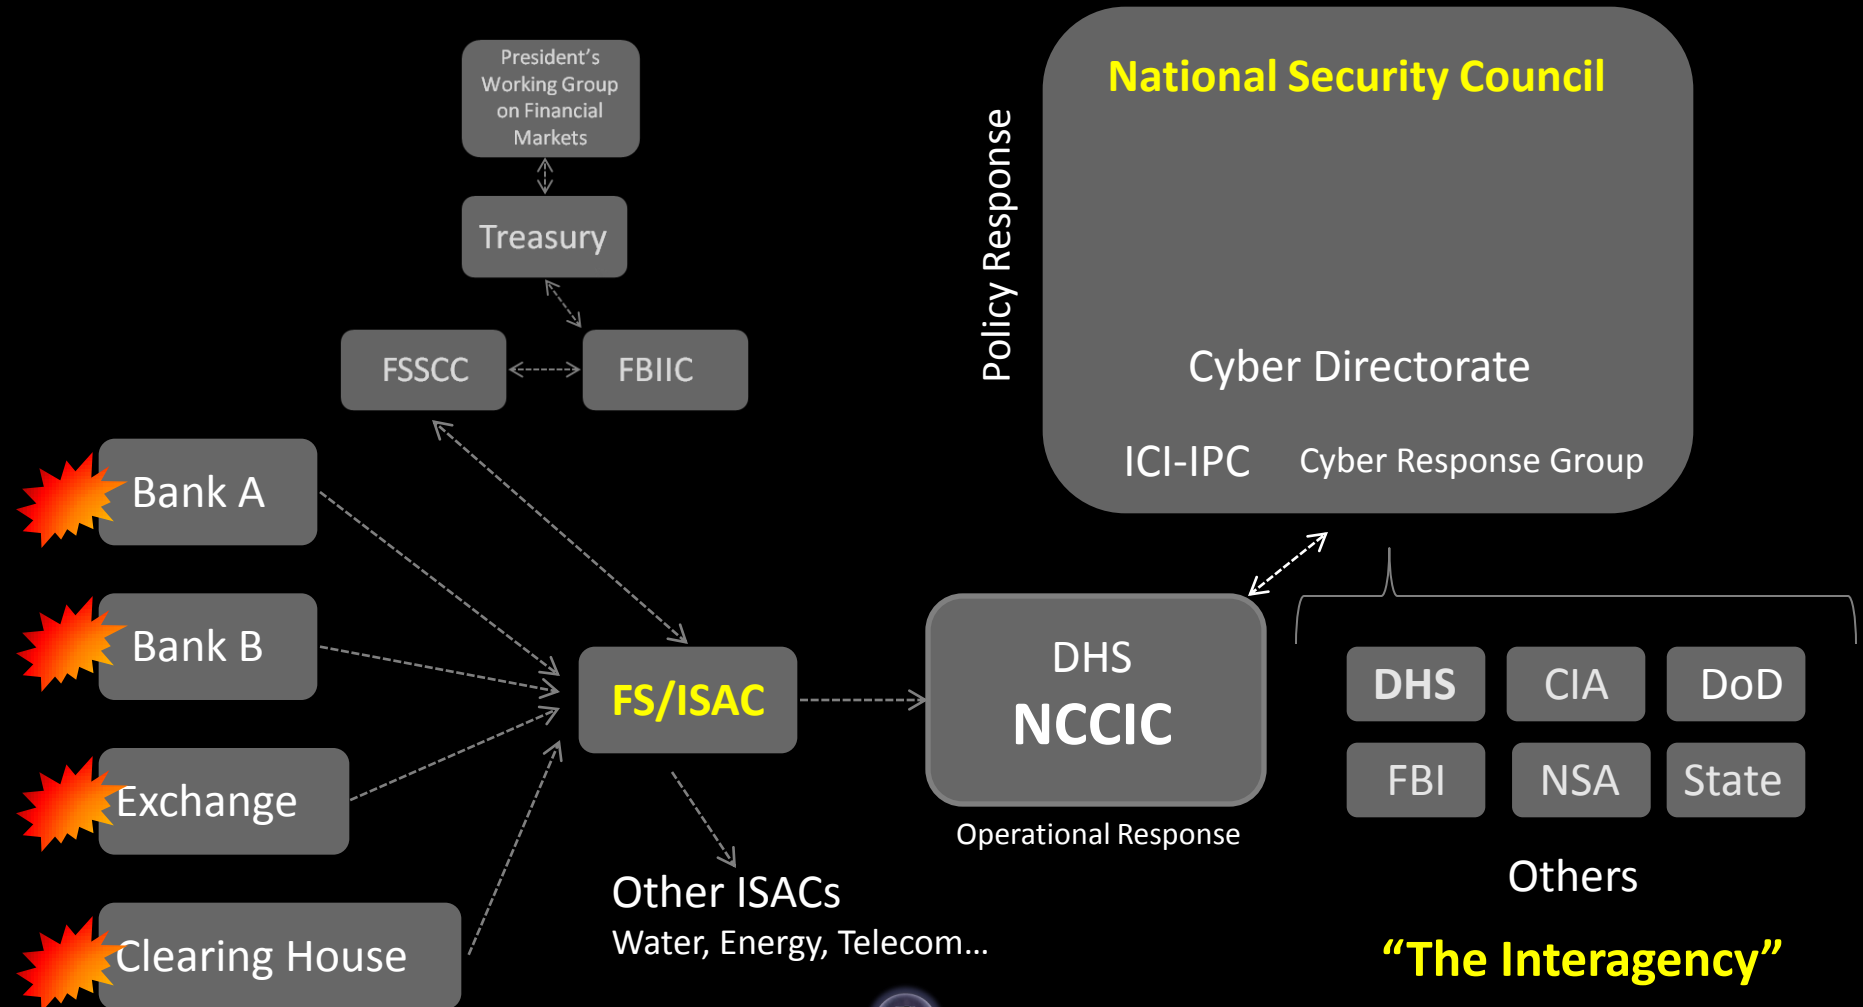 President's
Working Group
on Financial
Markets
Treasury
FSSCC
FBIIC
Bank A
Bank B
Exchange
Clearing House
FS/ISAC
Other ISACs
Water, Energy, Telecom...
Policy Response
National Security Council
Cyber Directorate
ICI-IPC
Cyber Response Group
DHS
NCCIC
Operational Response
DHS
CIA
DoD
FBI
NSA
State
Others
“The Interagency”